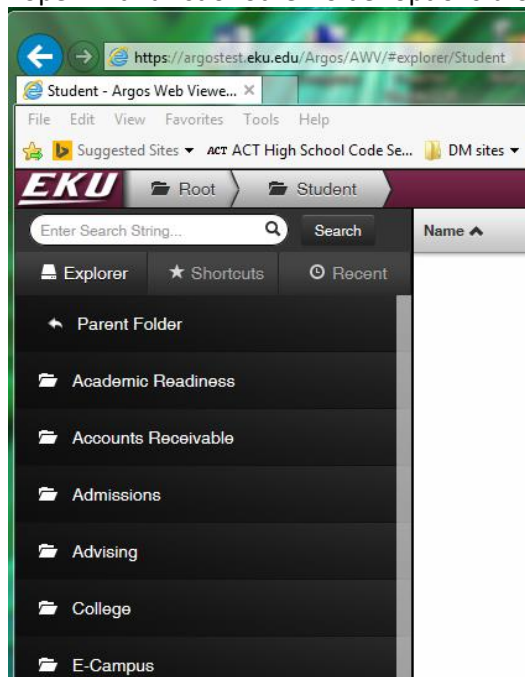 https://argostest.eku.edu/Argos/AWV/#explorer/Student
Student - Argos Web Viewe...
File Edit View Favorites Tools Help
Suggested Sites ACT ACT High School Code Se... DM sites
EKU Root Student
Enter Search String... Search Name
Explorer Shortcuts Recent
Parent Folder
Academic Readiness
Accounts Receivable
Admissions
Advising
College
E-Campus